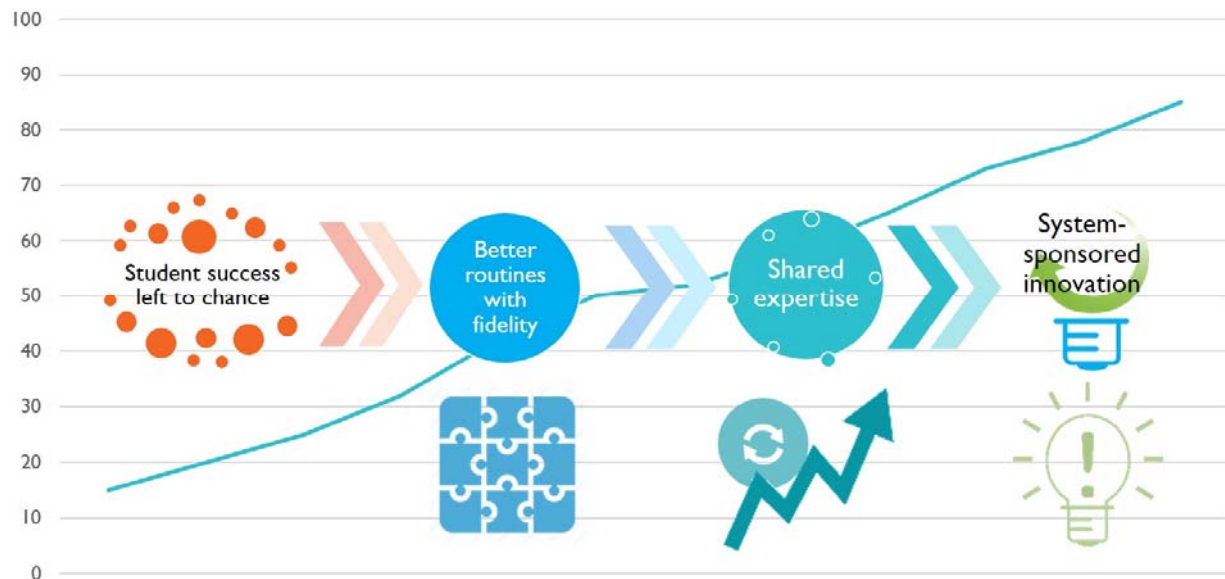 100
90
80
70
60
50
40
30
20
10
0
Student success
left to chance
Better
routines
with
fidelity
Shared
expertise
System-
sponsored
innovation
!